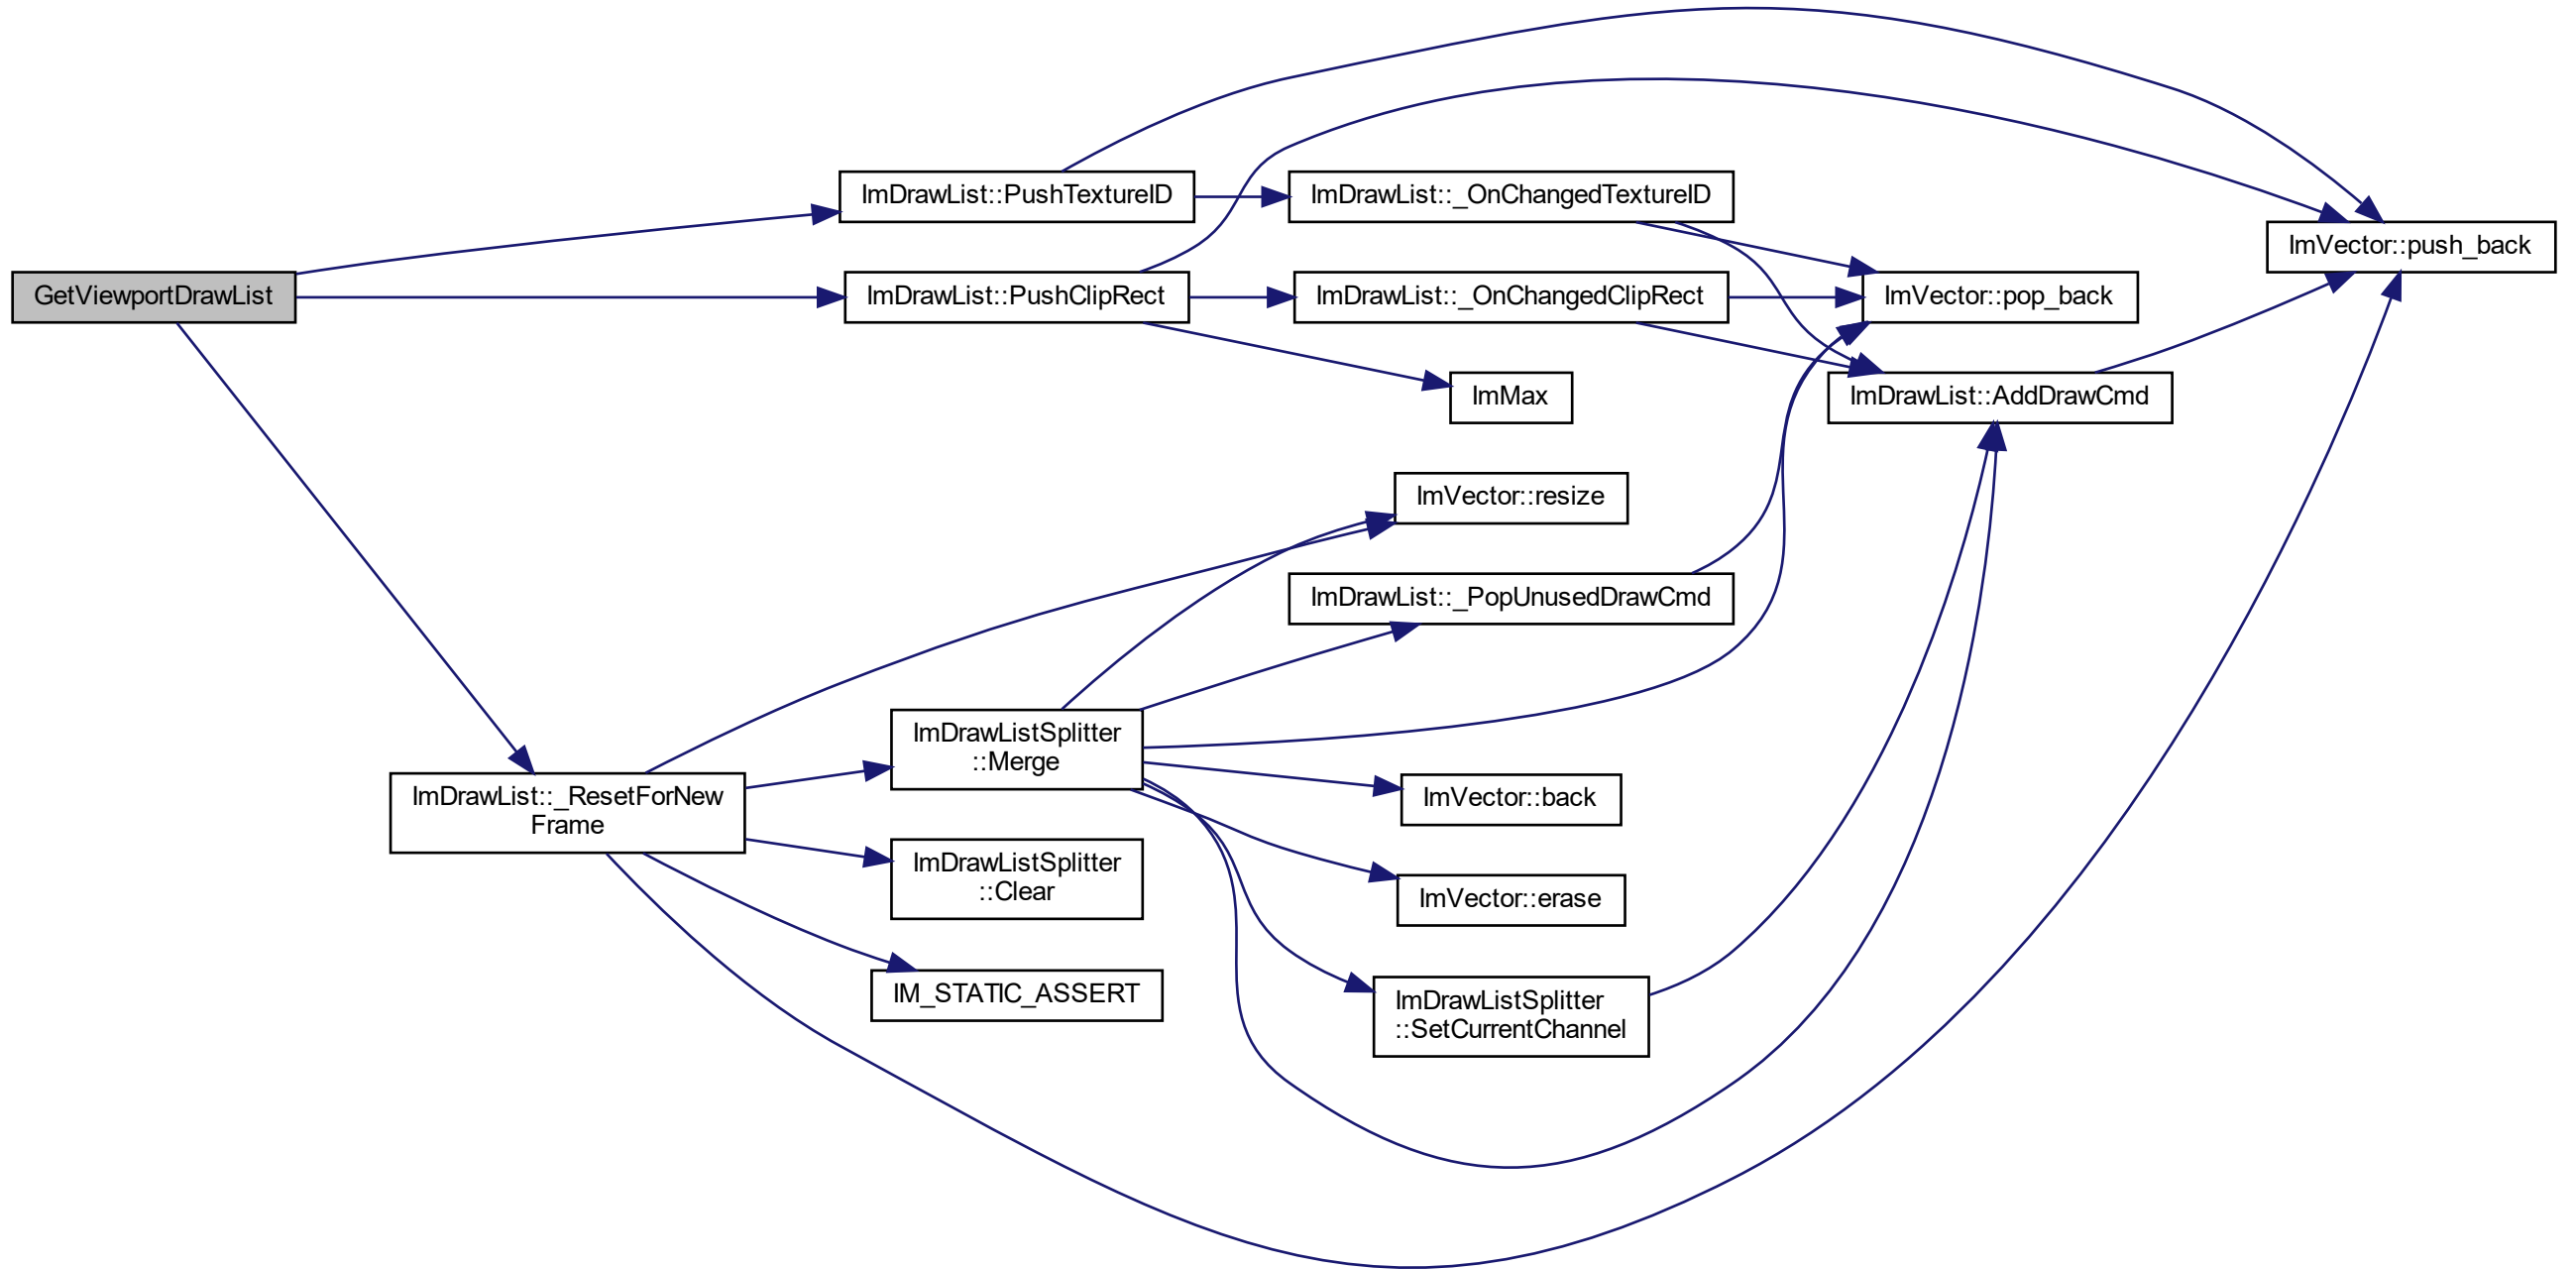 GetViewportDrawList
ImDrawList::PushTextureID
ImDrawList::_OnChangedTextureID
ImVector::push_back
ImDrawList::PushClipRect
ImDrawList::_OnChangedClipRect
ImVector::pop_back
ImMax
ImDrawList::AddDrawCmd
ImVector::resize
ImDrawList::_PopUnusedDrawCmd
ImDrawListSplitter
::Merge
ImDrawList::_ResetForNew
Frame
ImVector::back
ImDrawListSplitter
::Clear
ImVector::erase
IM_STATIC_ASSERT
ImDrawListSplitter
::SetCurrentChannel